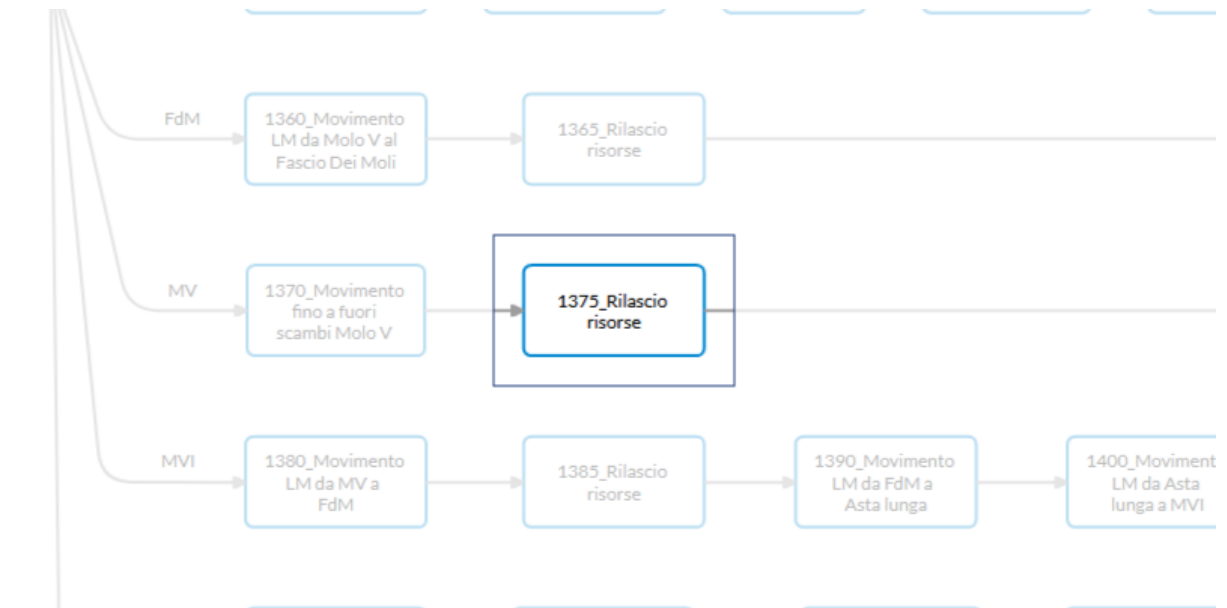 FdM
1360_Movimento
LM da Molo V al
Fascio Dei Moli
1365_Rilascio
risorse
MV
1370_Movimento
fino a fuori
scambi Molo V
1375_Rilascio
risorse
MVI
1380_Movimento
LM da MV a
FdM
1385_Rilascio
risorse
1390_Movimento
LM da FdM a
Asta lunga
1400_Moviment
LM da Asta
lunga a MVI